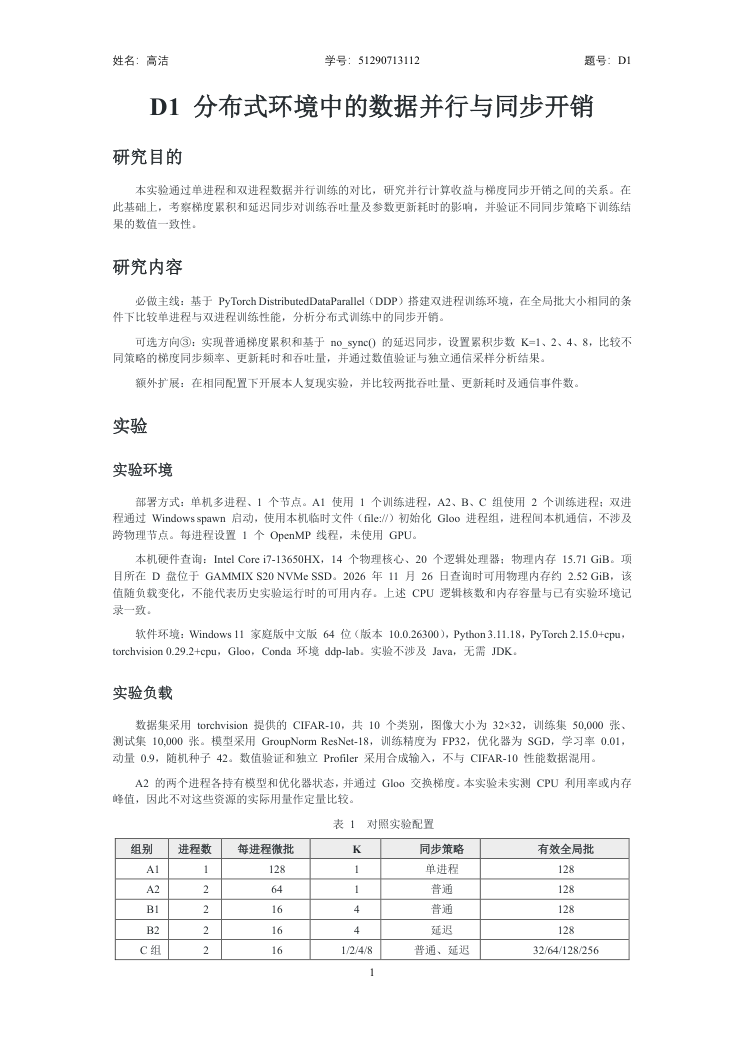 姓名：高洁 学号：51290713112 题号：D1
D1 分布式环境中的数据并行与同步开销
研究目的
本实验通过单进程和双进程数据并行训练的对比，研究并行计算收益与梯度同步开销之间的关系。在
此基础上，考察梯度累积和延迟同步对训练吞吐量及参数更新耗时的影响，并验证不同同步策略下训练结
果的数值一致性。
研究内容
必做主线：基于 PyTorch DistributedDataParallel（DDP）搭建双进程训练环境，在全局批大小相同的条
件下比较单进程与双进程训练性能，分析分布式训练中的同步开销。
可选方向③：实现普通梯度累积和基于 no_sync() 的延迟同步，设置累积步数 K=1、2、4、8，比较不
同策略的梯度同步频率、更新耗时和吞吐量，并通过数值验证与独立通信采样分析结果。
额外扩展：在相同配置下开展本人复现实验，并比较两批吞吐量、更新耗时及通信事件数。
实验
实验环境
部署方式：单机多进程、1 个节点。A1 使用 1 个训练进程，A2、B、C 组使用 2 个训练进程；双进
程通过 Windows spawn 启动，使用本机临时文件（file://）初始化 Gloo 进程组，进程间本机通信，不涉及
跨物理节点。每进程设置 1 个 OpenMP 线程，未使用 GPU。
本机硬件查询：Intel Core i7-13650HX，14 个物理核心、20 个逻辑处理器；物理内存 15.71 GiB。项
目所在 D 盘位于 GAMMIX S20 NVMe SSD。2026 年 11 月 26 日查询时可用物理内存约 2.52 GiB，该
值随负载变化，不能代表历史实验运行时的可用内存。上述 CPU 逻辑核数和内存容量与已有实验环境记
录一致。
软件环境：Windows 11 家庭版中文版 64 位（版本 10.0.26300），Python 3.11.18，PyTorch 2.15.0+cpu，
torchvision 0.29.2+cpu，Gloo，Conda 环境 ddp-lab。实验不涉及 Java，无需 JDK。
实验负载
数据集采用 torchvision 提供的 CIFAR-10，共 10 个类别，图像大小为 32×32，训练集 50,000 张、
测试集 10,000 张。模型采用 GroupNorm ResNet-18，训练精度为 FP32，优化器为 SGD，学习率 0.01，
动量 0.9，随机种子 42。数值验证和独立 Profiler 采用合成输入，不与 CIFAR-10 性能数据混用。
A2 的两个进程各持有模型和优化器状态，并通过 Gloo 交换梯度。本实验未实测 CPU 利用率或内存
峰值，因此不对这些资源的实际用量作定量比较。
表 1 对照实验配置
组别 进程数 每进程微批 K 同步策略 有效全局批
A1 1 128 1 单进程 128
A2 2 64 1 普通 128
B1 2 16 4 普通 128
B2 2 16 4 延迟 128
C 组 2 16 1/2/4/8 普通、延迟 32/64/128/256
1